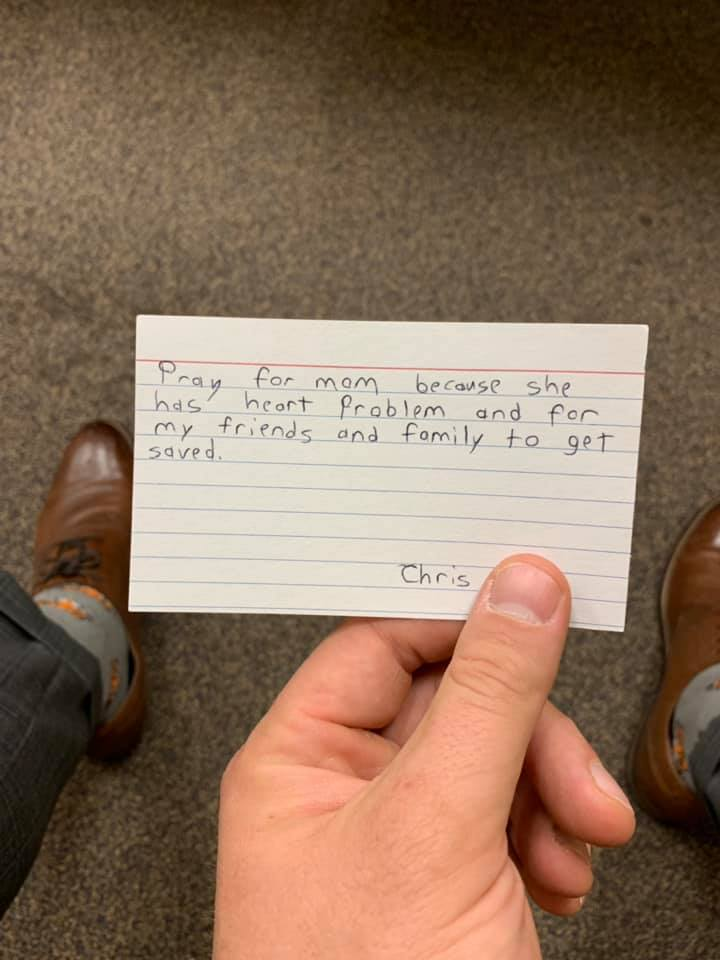 Pray for mom because she
has heart Problem and for
my friends and family to get
saved.
Chris